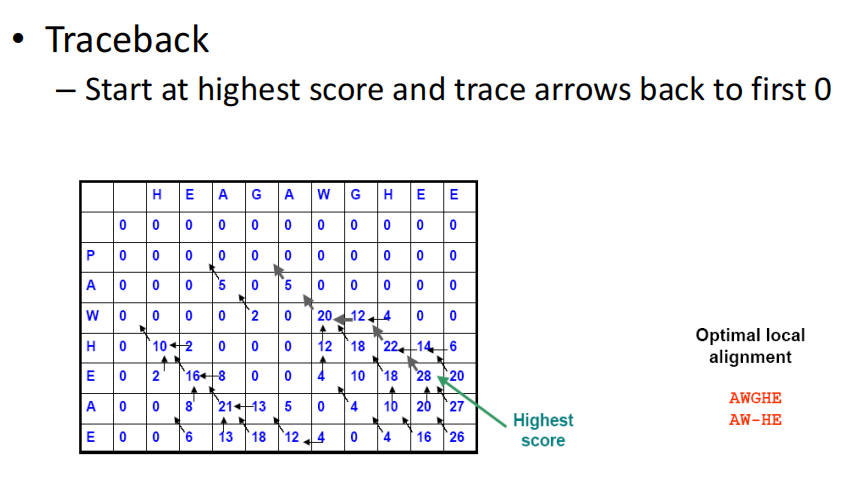 • Traceback
– Start at highest score and trace arrows back to first 0
H E A G A W G H E E
0 0 0 0 0 0 0 0 0 0 0
P 0 0 0 0 0 0 0 0 0 0 0
A 0 0 0 5 0 5 0 0 0 0 0
W 0 0 0 0 2 0 20 12 4 0 0
H 0 10 2 0 0 0 12 18 22 14 6
E 0 2 16 8 0 0 4 10 18 28 20
A 0 0 8 21 13 5 0 4 10 20 27
E 0 0 6 13 18 12 4 0 4 16 26
Highest
score
Optimal local
alignment
AWGHE
AW-HE